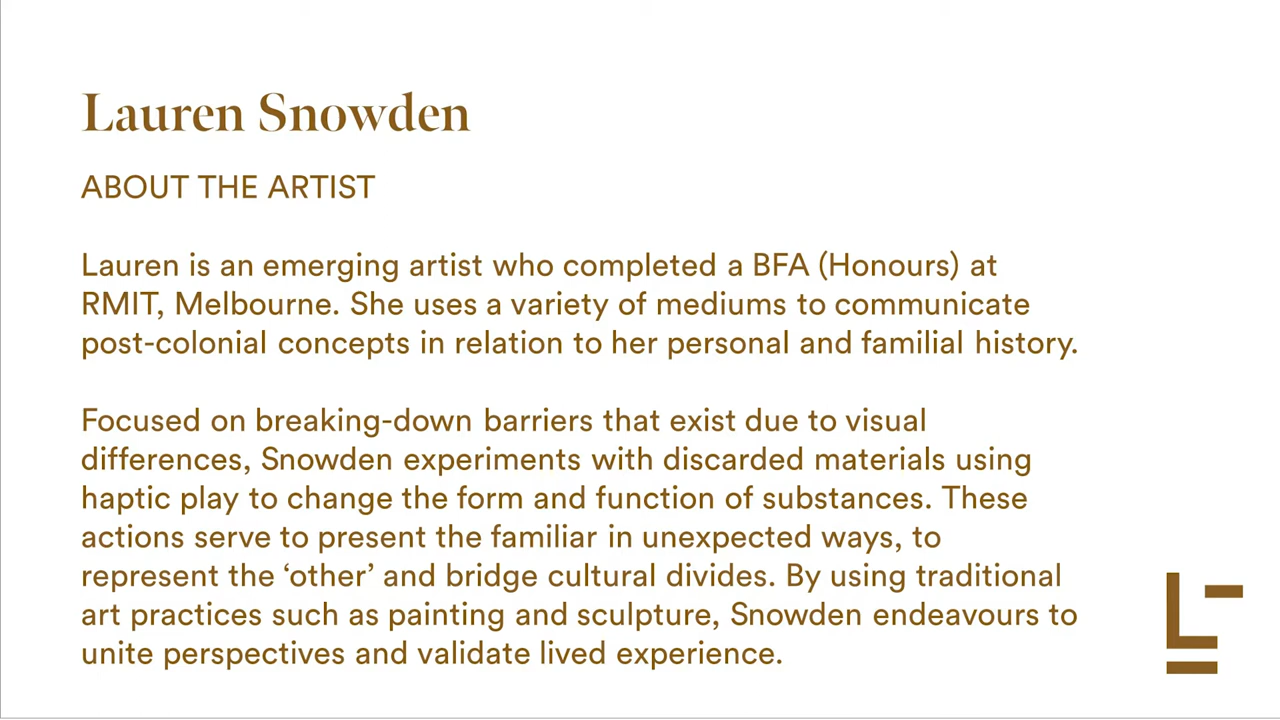 Lauren Snowden
ABOUT THE ARTIST
Lauren is an emerging artist who completed a BFA (Honours) at
RMIT, Melbourne. She uses a variety of mediums to communicate
post-colonial concepts in relation to her personal and familial history.
Focused on breaking-down barriers that exist due to visual
differences, Snowden experiments with discarded materials using
haptic play to change the form and function of substances. These
actions serve to present the familiar in unexpected ways, to
represent the ‘other’ and bridge cultural divides. By using traditional
art practices such as painting and sculpture, Snowden endeavours to
unite perspectives and validate lived experience.